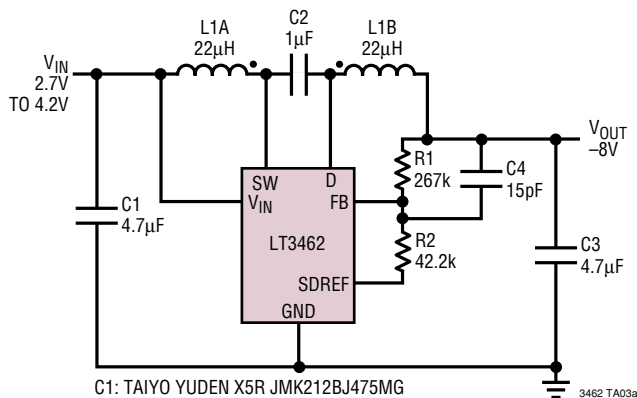 L1A
22µH
C2
1µF
L1B
22µH
VIN
2.7V
TO 4.2V
VOUT
–8V
R1
267k
C4
15pF
SW
D
VIN
FB
C1
4.7µF
LT3462
R2
42.2k
C3
4.7µF
SDREF
GND
C1: TAIYO YUDEN X5R JMK212BJ475MG
3462 TA03a